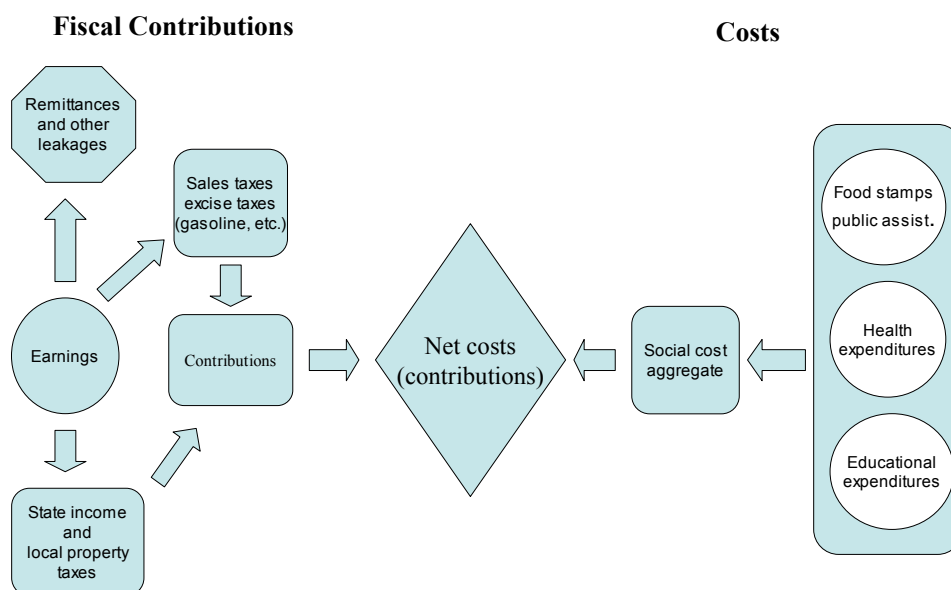 Fiscal Contributions
Costs
Remittances
and other
leakages
Sales taxes
excise taxes
(gasoline, etc.)
Earnings
Contributions
State income
and
local property
taxes
Net costs
(contributions)
Social cost
aggregate
Food stamps
public assist.
Health
expenditures
Educational
expenditures